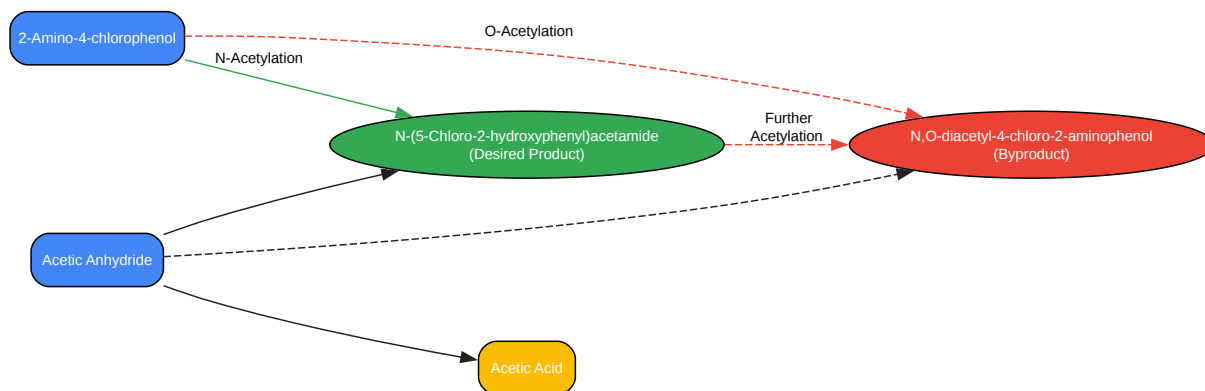 O-Acetylation
2-Amino-4-chlorophenol
N-Acetylation
Further
Acetylation
N-(5-Chloro-2-hydroxyphenyl)acetamide
(Desired Product)
N,O-diacetyl-4-chloro-2-aminophenol
(Byproduct)
Acetic Anhydride
Acetic Acid